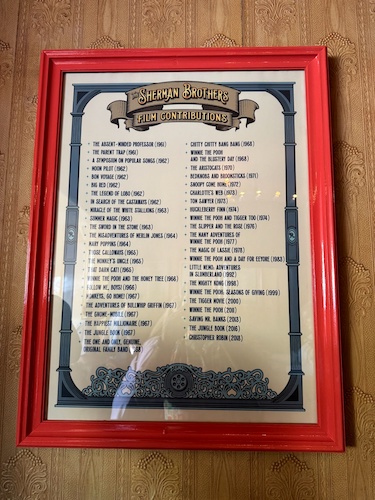 THE SHERMAN BROTHERS
FILM CONTRIBUTIONS
• THE ABSENT-MINDED PROFESSOR (1961)
• THE PARENT TRAP (1961)
• A SYMPOSIUM ON POPULAR SONGS (1962)
• MOON PILOT (1962)
• BON VOYAGE (1962)
• BIG RED (1962)
• THE LEGEND OF LOBO (1962)
• IN SEARCH OF THE CASTAWAYS (1962)
• MIRACLE OF THE WHITE STALLIONS (1963)
• SUMMER MAGIC (1963)
• THE SWORD IN THE STONE (1963)
• THE MISADVENTURES OF MERLIN JONES (1964)
• MARY POPPINS (1964)
• THOSE CALLOWAYS (1965)
• THE MONKEY'S UNCLE (1965)
• THAT DARN CAT! (1965)
• WINNIE THE POOH AND THE HONEY TREE (1966)
• FOLLOW ME, BOYS! (1966)
• MONKEYS, GO HOME! (1967)
• THE ADVENTURES OF BULLWHIP GRIFFIN (1967)
• THE GNOME-MOBILE (1967)
• THE HAPPIEST MILLIONAIRE (1967)
• THE JUNGLE BOOK (1967)
• THE ONE AND ONLY, GENUINE,
ORIGINAL FAMILY BAND (1968)
• CHITTY CHITTY BANG BANG (1968)
• WINNIE THE POOH
AND THE BLUSTERY DAY (1968)
• THE ARISTOCATS (1970)
• BEDKNOBS AND BROOMSTICKS (1971)
• SNOOPY COME HOME (1972)
• CHARLOTTE'S WEB (1973)
• TOM SAWYER (1973)
• HUCKLEBERRY FINN (1974)
• WINNIE THE POOH AND TIGGER TOO (1974)
• THE SLIPPER AND THE ROSE (1976)
• THE MANY ADVENTURES OF
WINNIE THE POOH (1977)
• THE MAGIC OF LASSIE (1978)
• WINNIE THE POOH AND A DAY FOR EEYORE (1983)
• LITTLE NEMO: ADVENTURES
IN SLUMBERLAND (1992)
• THE MIGHTY KONG (1998)
• WINNIE THE POOH: SEASONS OF GIVING (1999)
• THE TIGGER MOVIE (2000)
• WINNIE THE POOH (2011)
• SAVING MR. BANKS (2013)
• THE JUNGLE BOOK (2016)
• CHRISTOPHER ROBIN (2018)